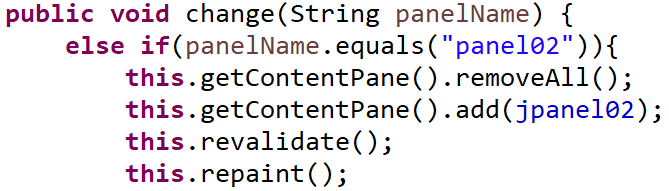 public void change(String panelName) {
    else if(panelName.equals("panel02")){
        this.getContentPane().removeAll();
        this.getContentPane().add(jpanel02);
        this.revalidate();
        this.repaint();